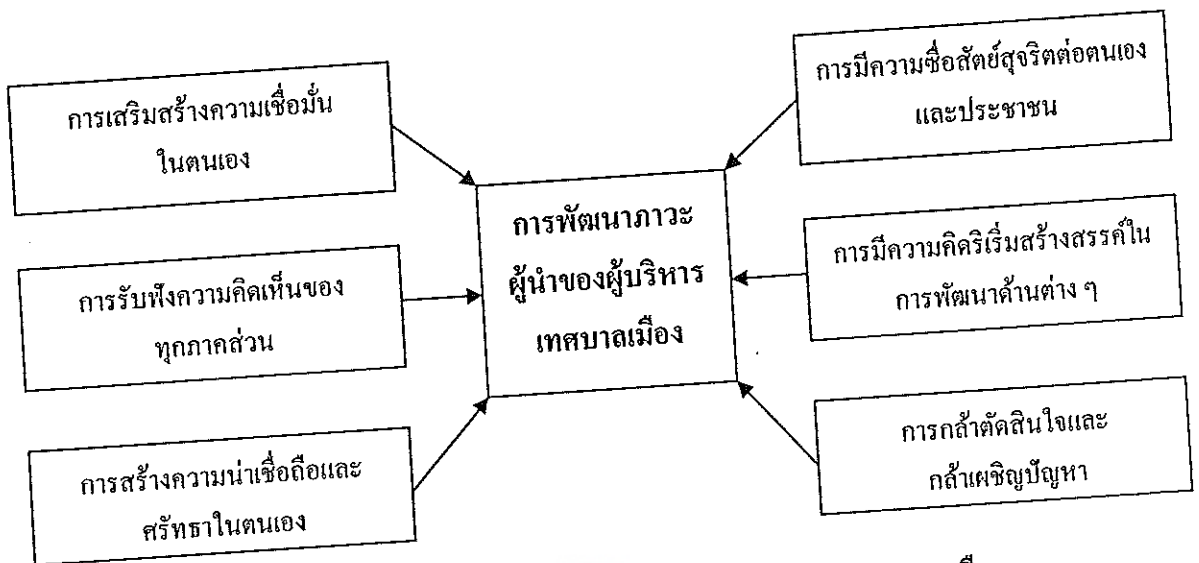 การเสริมสร้างความเชื่อมั่น
ในตนเอง
การรับฟังความคิดเห็นของ
ทุกภาคส่วน
การสร้างความน่าเชื่อถือและ
ศรัทธาในตนเอง
การพัฒนาภาวะ
ผู้นำของผู้บริหาร
เทศบาลเมือง
การมีความซื่อสัตย์สุจริตต่อตนเอง
และประชาชน
การมีความคิดริเริ่มสร้างสรรค์ใน
การพัฒนาด้านต่าง ๆ
การกล้าตัดสินใจและ
กล้าเผชิญปัญหา